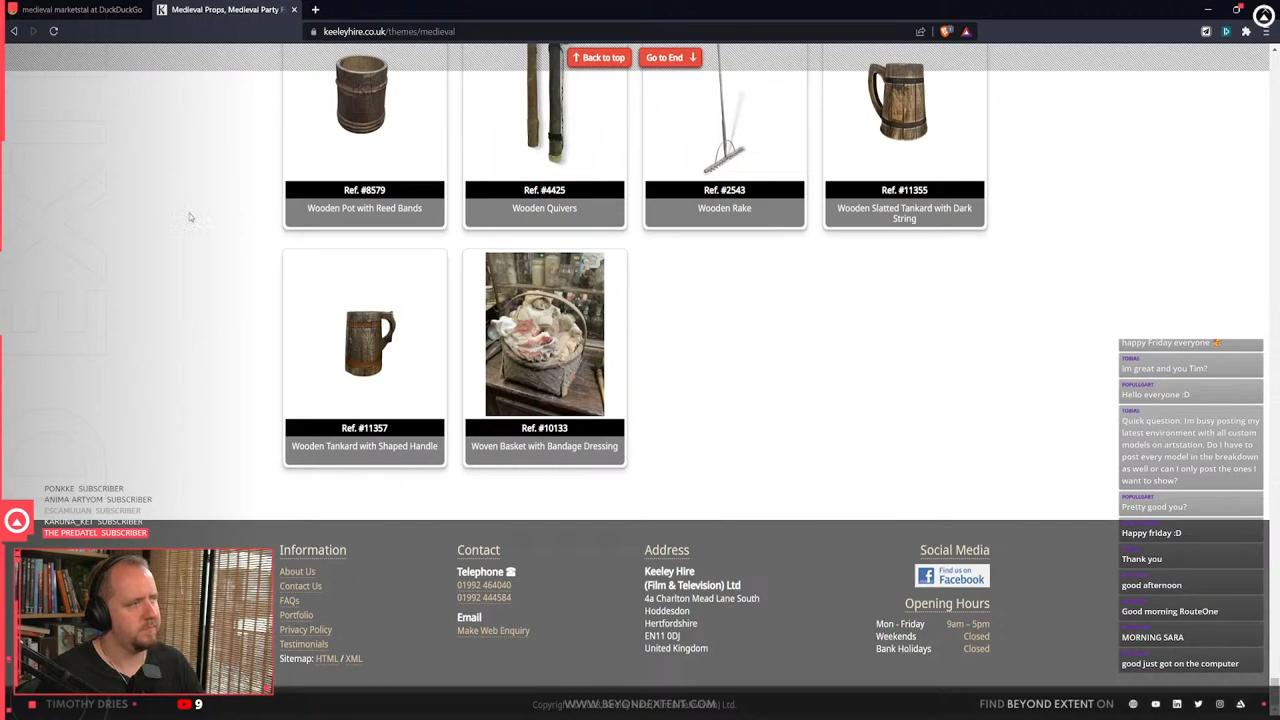 medieval marketstal at DuckDuckGo
Medieval Props, Medieval Party F
keeleyhire.co.uk/themes/medieval
Back to top
Go to End
Ref. #8579
Wooden Pot with Reed Bands
Ref. #4425
Wooden Quivers
Ref. #2543
Wooden Rake
Ref. #11355
Wooden Slatted Tankard with Dark
String
Ref. #11357
Wooden Tankard with Shaped Handle
Ref. #10133
Woven Basket with Bandage Dressing
happy Friday everyone
TOBIAS
im great and you Tim?
POPULUSART
Hello everyone :D
TOBIAS
Quick question. Im busy posting my
latest environment with all custom
models on artstation. Do I have to
post every model in the breakdown
as well or can I only post the ones I
want to show?
POPULUSART
Pretty good you?
Happy friday :D
Thank you
good afternoon
Good morning RouteOne
MORNING SARA
good just got on the computer
PONKKE SUBSCRIBER
ANIMA ARTYOM SUBSCRIBER
ESCAMUJAN SUBSCRIBER
KARUNA_KET SUBSCRIBER
THE PREDATEL SUBSCRIBER
Information
About Us
Contact Us
FAQs
Portfolio
Privacy Policy
Testimonials
Sitemap: HTML / XML
Contact
Telephone
01992 464040
01992 444584
Email
Make Web Enquiry
Address
Keeley Hire
(Film & Television) Ltd
4a Charlton Mead Lane South
Hoddesdon
Hertfordshire
EN11 0DJ
United Kingdom
Social Media
Find us on
Facebook
Opening Hours
Mon - Friday 9am – 5pm
Weekends Closed
Bank Holidays Closed
TIMOTHY DRIES
9
WWW.BEYONDEXTENT.COM
FIND BEYOND EXTENT ON